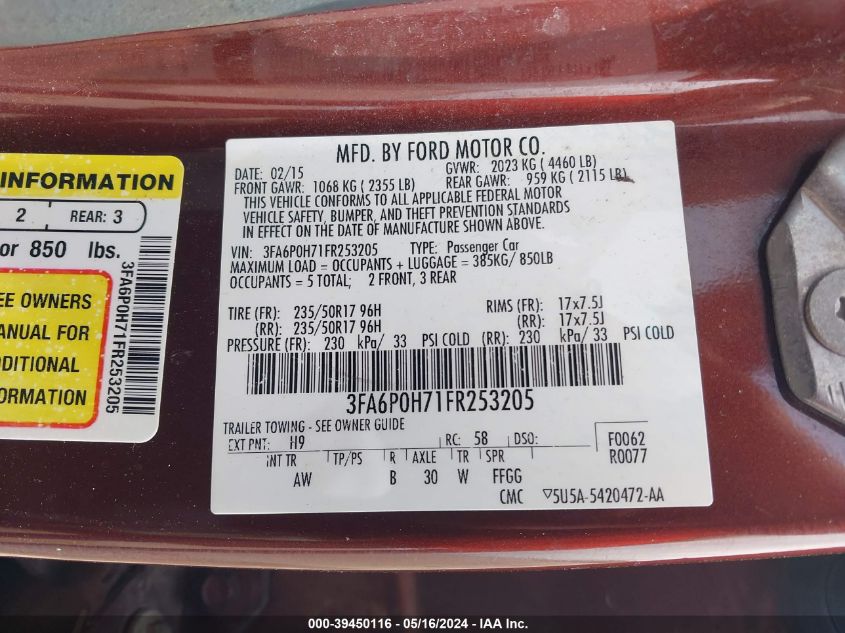 INFORMATION
2 REAR: 3
or 850 lbs.
EE OWNERS
ANUAL FOR
DDITIONAL
FORMATION
3FA6P0H71FR253205
MFD. BY FORD MOTOR CO.
DATE: 02/15 GVWR: 2023 KG ( 4460 LB)
FRONT GAWR: 1068 KG ( 2355 LB) REAR GAWR: 959 KG ( 2115 LB)
THIS VEHICLE CONFORMS TO ALL APPLICABLE FEDERAL MOTOR
VEHICLE SAFETY, BUMPER, AND THEFT PREVENTION STANDARDS
IN EFFECT ON THE DATE OF MANUFACTURE SHOWN ABOVE.
VIN: 3FA6P0H71FR253205 TYPE: Passenger Car
MAXIMUM LOAD = OCCUPANTS + LUGGAGE = 385KG/ 850LB
OCCUPANTS = 5 TOTAL; 2 FRONT, 3 REAR
TIRE (FR): 235/50R17 96H RIMS (FR): 17x7.5J
(RR): 235/50R17 96H (RR): 17x7.5J
PRESSURE (FR): 230 kPa/ 33 PSI COLD (RR): 230 kPa/ 33 PSI COLD
3FA6P0H71FR253205
TRAILER TOWING - SEE OWNER GUIDE
EXT PNT: H9 RC: 58 DSO: F0062
INT TR TP/PS R AXLE TR SPR R0077
AW B 30 W FFGG
CMC ▽5U5A-5420472-AA
000-39450116 - 05/16/2024 - IAA Inc.